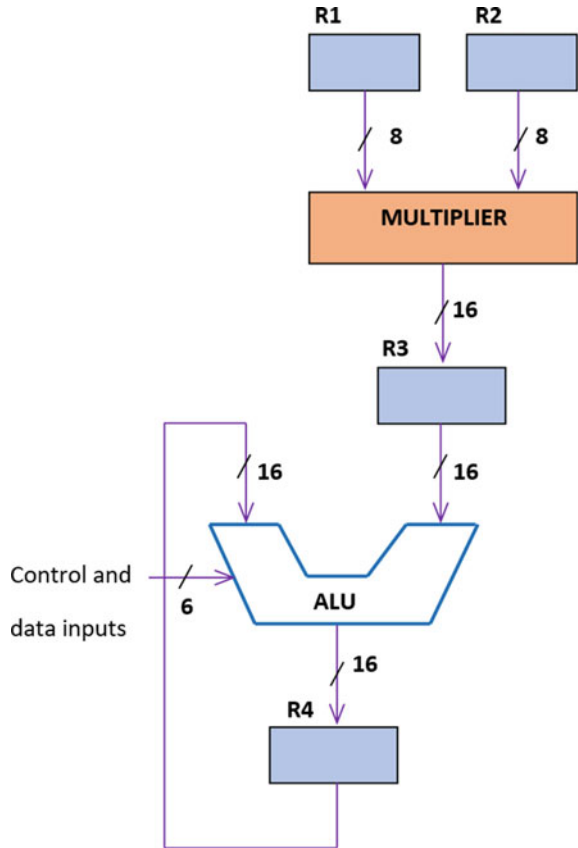 R1 R2
8 8
MULTIPLIER
16
R3
16 16
Control and
6
ALU
data inputs
16
R4